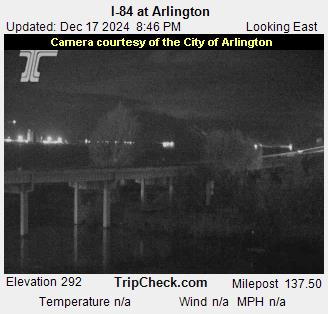 I-84 at Arlington
Updated: Dec 17 2024 8:46 PM Looking East
Camera courtesy of the City of Arlington
Elevation 292 TripCheck.com Milepost 137.50
Temperature n/a Wind n/a MPH n/a